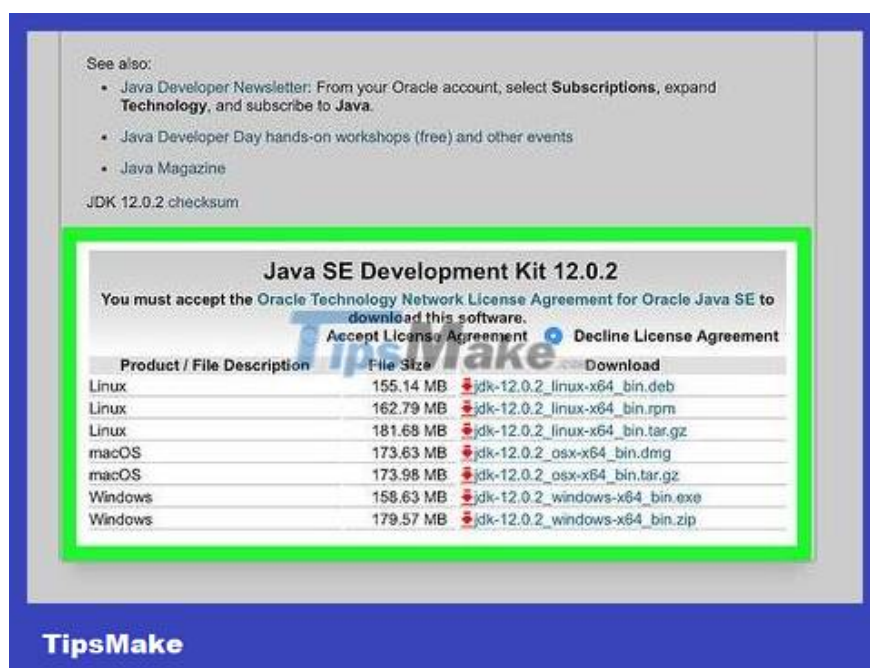 See also:
• Java Developer Newsletter: From your Oracle account, select Subscriptions, expand
Technology, and subscribe to Java.
• Java Developer Day hands-on workshops (free) and other events
• Java Magazine
JDK 12.0.2 checksum
Java SE Development Kit 12.0.2
You must accept the Oracle Technology Network License Agreement for Oracle Java SE to
download this software.
Accept License Agreement Decline License Agreement
TipsMake.com
Product / File Description File Size Download
Linux 155.14 MB jdk-12.0.2_linux-x64_bin.deb
Linux 162.79 MB jdk-12.0.2_linux-x64_bin.rpm
Linux 181.68 MB jdk-12.0.2_linux-x64_bin.tar.gz
macOS 173.63 MB jdk-12.0.2_osx-x64_bin.dmg
macOS 173.98 MB jdk-12.0.2_osx-x64_bin.tar.gz
Windows 158.63 MB jdk-12.0.2_windows-x64_bin.exe
Windows 179.57 MB jdk-12.0.2_windows-x64_bin.zip
TipsMake